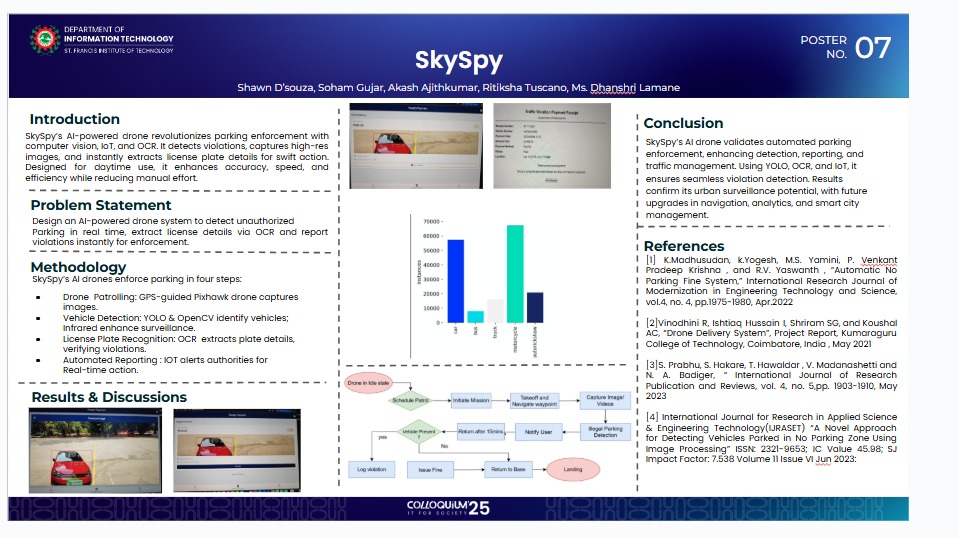 DEPARTMENT OF
INFORMATION TECHNOLOGY
ST. FRANCIS INSTITUTE OF TECHNOLOGY
SkySpy
POSTER
NO. 07
Shawn D'souza, Soham Gujar, Akash Ajithkumar, Ritiksha Tuscano, Ms. Dhanshri Lamane
Introduction
SkySpy's AI-powered drone revolutionizes parking enforcement with
computer vision, IoT, and OCR. It detects violations, captures high-res
images, and instantly extracts license plate details for swift action.
Designed for daytime use, it enhances accuracy, speed, and
efficiency while reducing manual effort.
Problem Statement
Design an AI-powered drone system to detect unauthorized
Parking in real time, extract license details via OCR and report
violations instantly for enforcement.
Methodology
SkySpy's AI drones enforce parking in four steps:
• Drone Patrolling: GPS-guided Pixhawk drone captures
images.
• Vehicle Detection: YOLO & OpenCV identify vehicles;
Infrared enhance surveillance.
• License Plate Recognition: OCR extracts plate details,
verifying violations.
• Automated Reporting : IOT alerts authorities for
Real-time action.
Results & Discussions
Traffic Violation Payment Receipt
instances
70000
60000
50000
40000
30000
20000
10000
0
car
bus
truck
motorcycle
autorickshaw
Drone in Idle state
Schedule Patrol
Initiate Mission
Takeoff and
Navigate waypoint
Capture Image/
Videos
Vehicle Present
?
Return after 15mins
Notify User
Illegal Parking
Detection
yes
No
Log violation
Issue Fine
Return to Base
Landing
Conclusion
SkySpy's AI drone validates automated parking
enforcement, enhancing detection, reporting, and
traffic management. Using YOLO, OCR, and IoT, it
ensures seamless violation detection. Results
confirm its urban surveillance potential, with future
upgrades in navigation, analytics, and smart city
management.
References
[1] K.Madhusudan, k.Yogesh, M.S. Yamini, P. Venkant
Pradeep Krishna , and R.V. Yaswanth , "Automatic No
Parking Fine System," International Research Journal of
Modernization in Engineering Technology and Science,
vol.4, no. 4, pp.1975-1980, Apr.2022
[2]Vinodhini R, Ishtiaq Hussain I, Shriram SG, and Koushal
AC, "Drone Delivery System", Project Report, Kumaraguru
College of Technology, Coimbatore, India , May 2021
[3]S. Prabhu, S. Hakare, T. Hawaldar , V. Madanashetti and
N. A. Badiger, " International Journal of Research
Publication and Reviews, vol. 4, no. 5,pp. 1903-1910, May
2023
[4] International Journal for Research in Applied Science
& Engineering Technology(IJRASET) "A Novel Approach
for Detecting Vehicles Parked in No Parking Zone Using
Image Processing" ISSN: 2321-9653; IC Value 45.98; SJ
Impact Factor: 7.538 Volume 11 Issue VI Jun 2023:
COLLOQUIUM 25
IT FOR SOCIETY